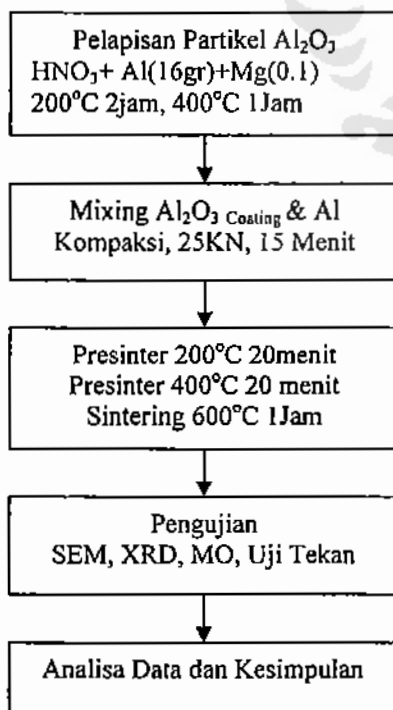 Pelapisan Partikel Al₂O₃
HNO₃+ Al(16gr)+Mg(0.1)
200°C 2jam, 400°C 1Jam
Mixing Al₂O₃ Coating & Al
Kompaksi, 25KN, 15 Menit
Presinter 200°C 20menit
Presinter 400°C 20 menit
Sintering 600°C 1Jam
Pengujian
SEM, XRD, MO, Uji Tekan
Analisa Data dan Kesimpulan